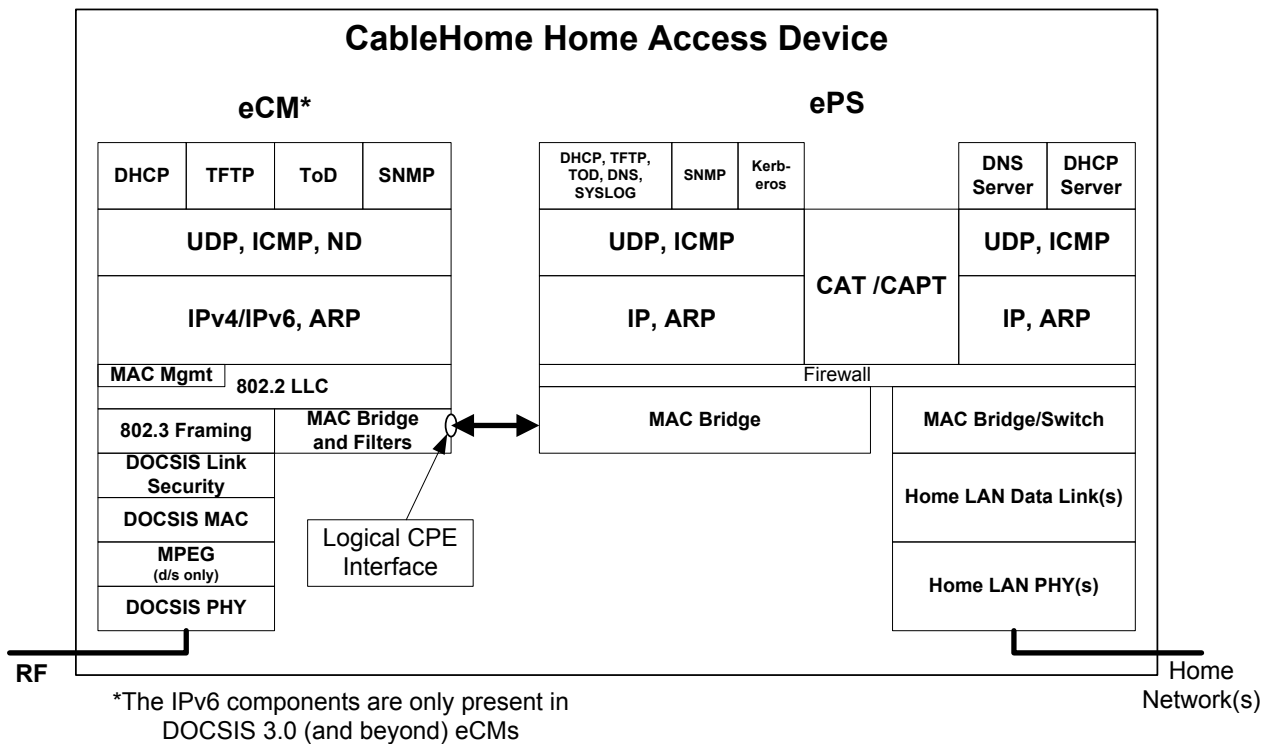 CableHome Home Access Device
eCM*
ePS
DHCP
TFTP
ToD
SNMP
UDP, ICMP, ND
IPv4/IPv6, ARP
MAC Mgmt
802.2 LLC
802.3 Framing
MAC Bridge
and Filters
DOCSIS Link
Security
DOCSIS MAC
MPEG
(d/s only)
DOCSIS PHY
Logical CPE
Interface
DHCP, TFTP,
TOD, DNS,
SYSLOG
SNMP
Kerb-
eros
UDP, ICMP
IP, ARP
CAT /CAPT
DNS
Server
DHCP
Server
UDP, ICMP
IP, ARP
Firewall
MAC Bridge
MAC Bridge/Switch
Home LAN Data Link(s)
Home LAN PHY(s)
RF
Home
Network(s)
*The IPv6 components are only present in
DOCSIS 3.0 (and beyond) eCMs